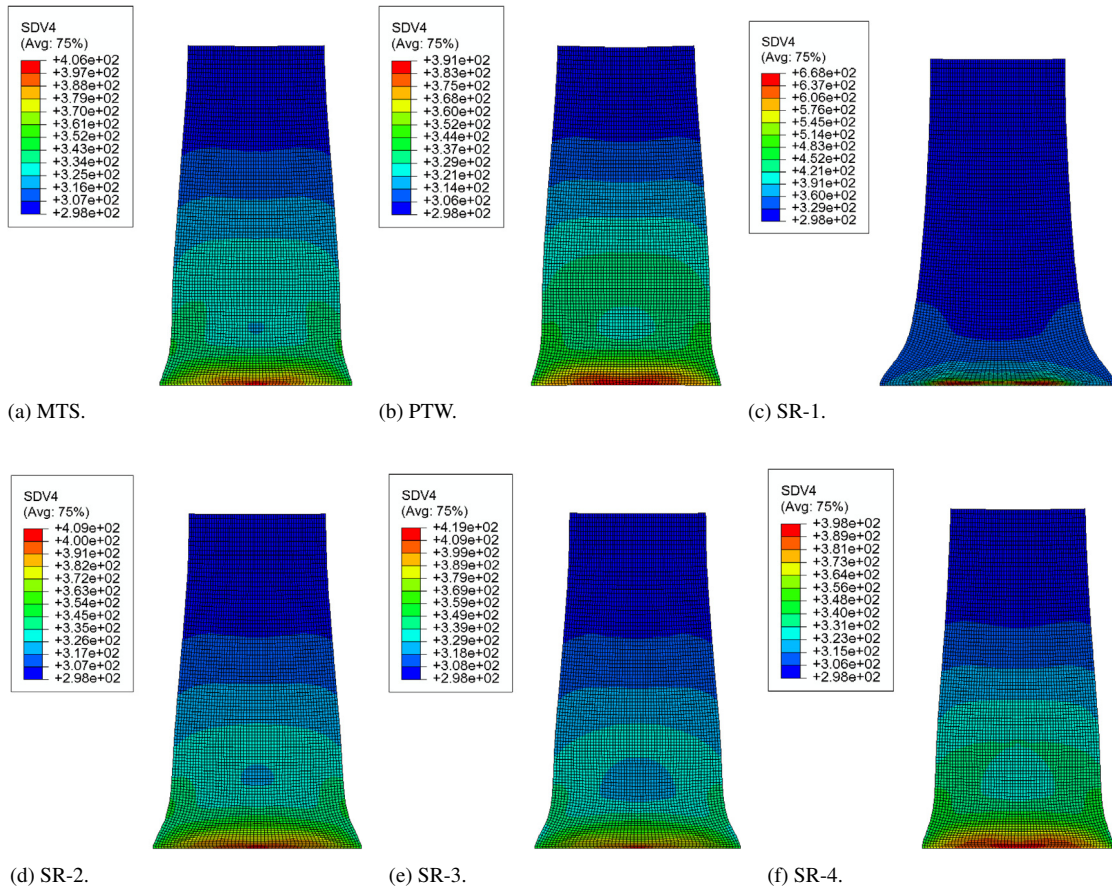 SDV4
(Avg: 75%)
+4.06e+02
+3.97e+02
+3.88e+02
+3.79e+02
+3.70e+02
+3.61e+02
+3.52e+02
+3.43e+02
+3.34e+02
+3.25e+02
+3.16e+02
+3.07e+02
+2.98e+02
(a) MTS.
SDV4
(Avg: 75%)
+3.91e+02
+3.83e+02
+3.75e+02
+3.68e+02
+3.60e+02
+3.52e+02
+3.44e+02
+3.37e+02
+3.29e+02
+3.21e+02
+3.14e+02
+3.06e+02
+2.98e+02
(b) PTW.
SDV4
(Avg: 75%)
+6.68e+02
+6.37e+02
+6.06e+02
+5.76e+02
+5.45e+02
+5.14e+02
+4.83e+02
+4.52e+02
+4.21e+02
+3.91e+02
+3.60e+02
+3.29e+02
+2.98e+02
(c) SR-1.
SDV4
(Avg: 75%)
+4.09e+02
+4.00e+02
+3.91e+02
+3.82e+02
+3.72e+02
+3.63e+02
+3.54e+02
+3.45e+02
+3.35e+02
+3.26e+02
+3.17e+02
+3.07e+02
+2.98e+02
(d) SR-2.
SDV4
(Avg: 75%)
+4.19e+02
+4.09e+02
+3.99e+02
+3.89e+02
+3.79e+02
+3.69e+02
+3.59e+02
+3.49e+02
+3.39e+02
+3.29e+02
+3.18e+02
+3.08e+02
+2.98e+02
(e) SR-3.
SDV4
(Avg: 75%)
+3.98e+02
+3.89e+02
+3.81e+02
+3.73e+02
+3.64e+02
+3.56e+02
+3.48e+02
+3.40e+02
+3.31e+02
+3.23e+02
+3.15e+02
+3.06e+02
+2.98e+02
(f) SR-4.